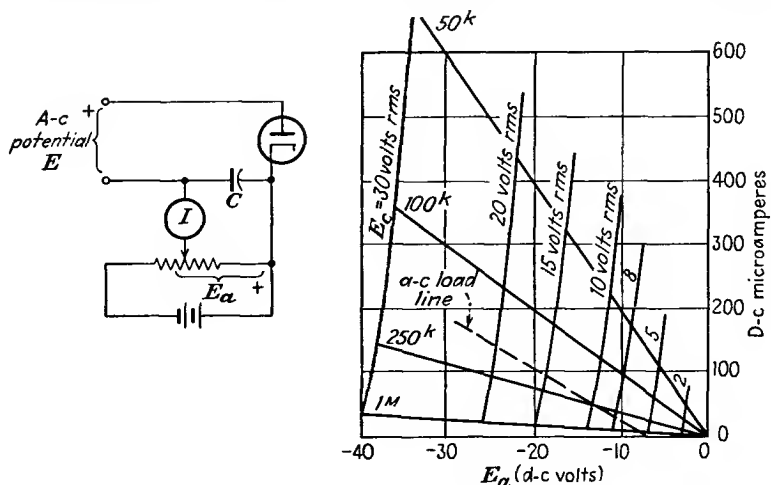 A-c
potential
E
+
I
C
E_a +
50 k
100 k
250 k
1 M
E_c = 30 volts rms
20 volts rms
15 volts rms
10 volts rms
8
5
2
a-c load
line
600
500
400
300
200
100
0
D-c microamperes
-40 -30 -20 -10 0
E_a (d-c volts)